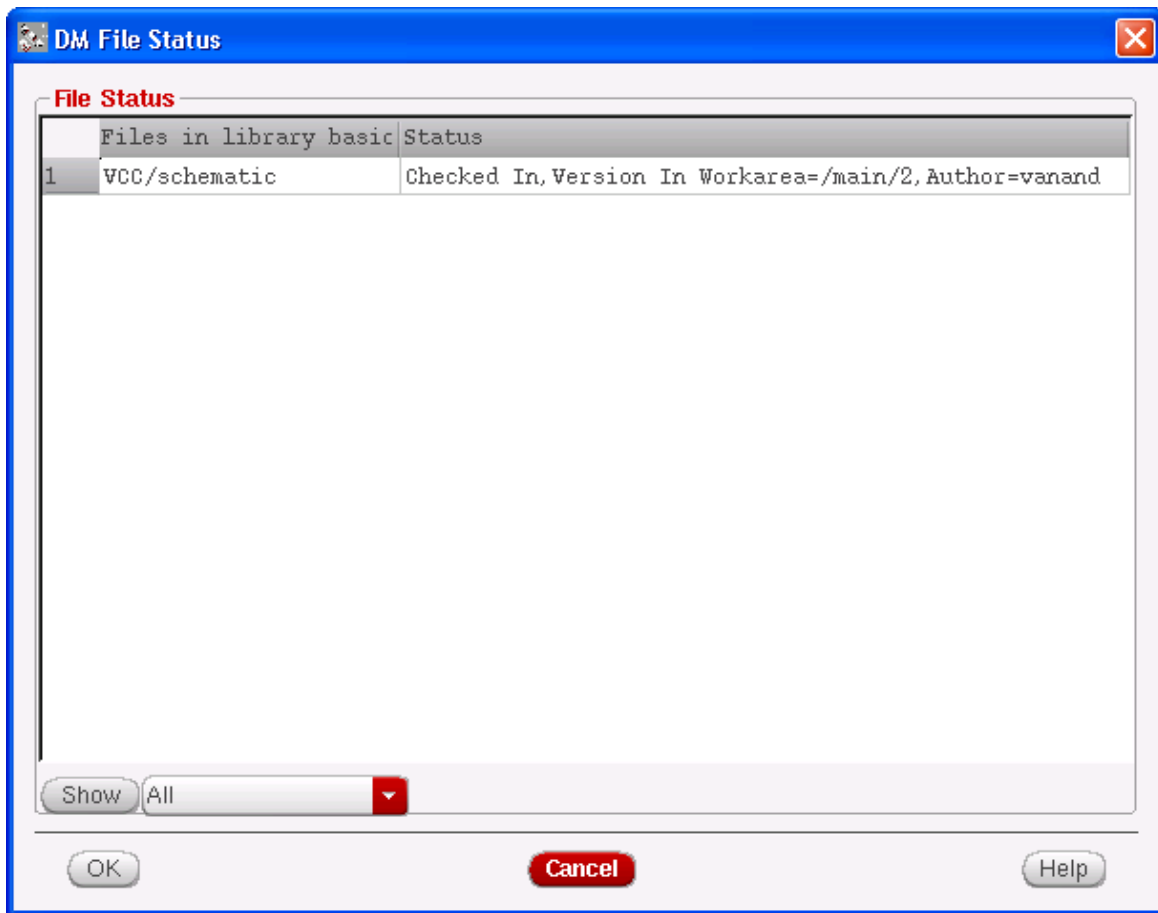 DM File Status
File Status
Files in library basic Status
1 VCC/schematic Checked In,Version In Workarea=/main/2,Author=vanand
Show All
OK Cancel Help